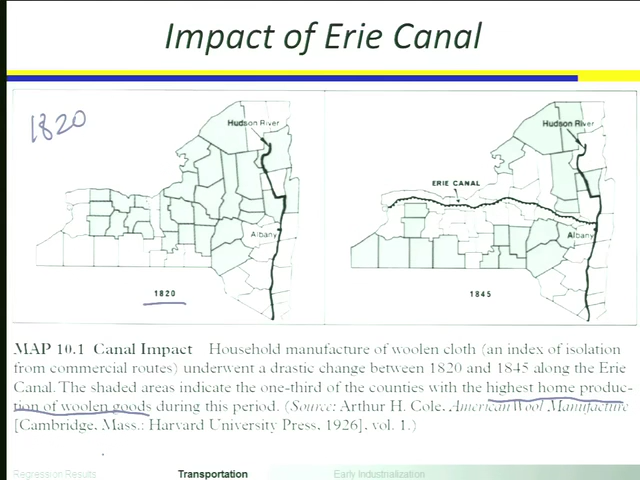 Impact of Erie Canal
1820
Hudson River
Albany
1820
Hudson River
ERIE CANAL
Albany
1845
MAP 10.1 Canal Impact Household manufacture of woolen cloth (an index of isolation
from commercial routes) underwent a drastic change between 1820 and 1845 along the Erie
Canal. The shaded areas indicate the one-third of the counties with the highest home produc-
tion of woolen goods during this period. (Source: Arthur H. Cole, American Wool Manufacture
[Cambridge, Mass.: Harvard University Press, 1926], vol. 1.)
Regression Results Transportation Early Industrialization